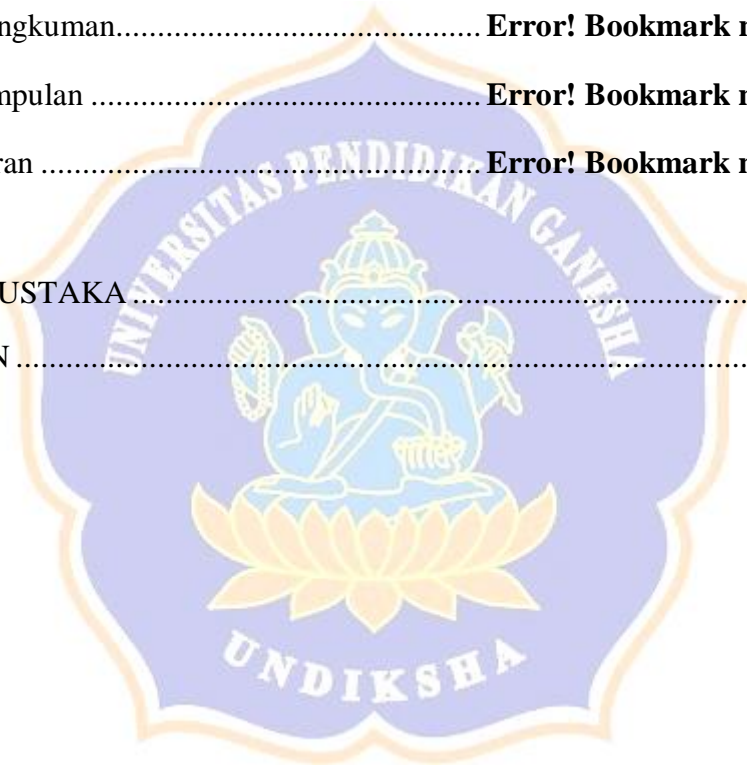 ngkuman............................................ Error! Bookmark n
mpulan ............................................... Error! Bookmark n
ran ..................................................... Error! Bookmark n
UNIVERSITAS PENDIDIKAN GANESHA
USTAKA ..........................................................................
N ........................................................................................
UNDIKSHA